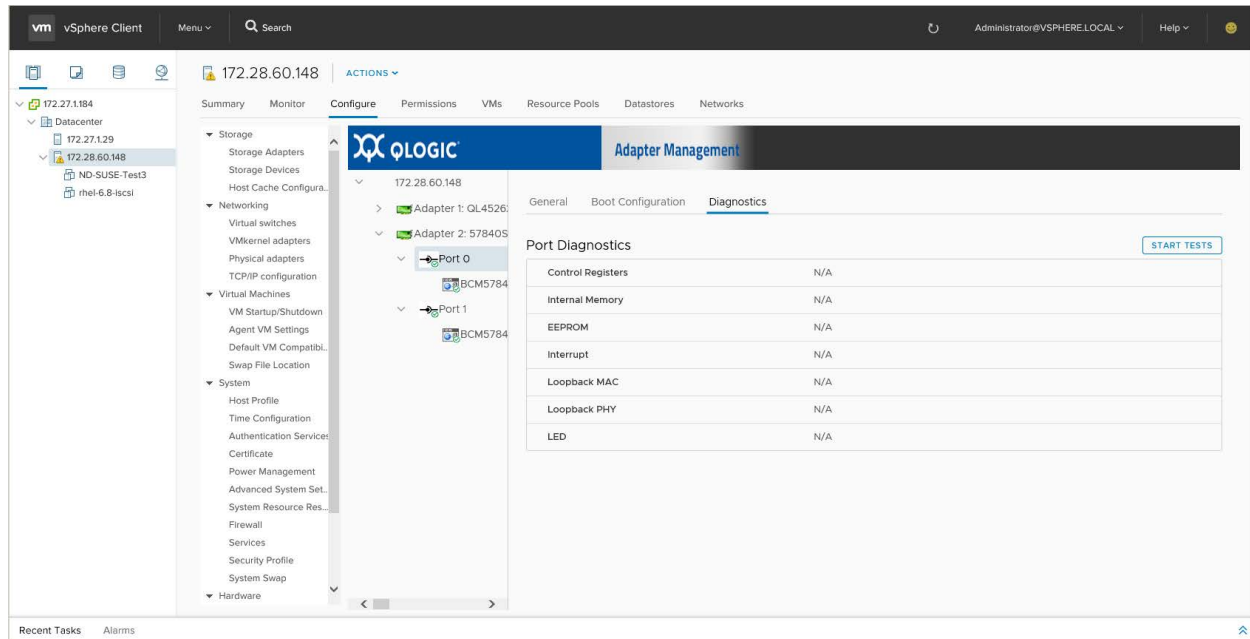 vm vSphere Client Menu Search Administrator@VSPHERE.LOCAL Help
172.28.60.148 ACTIONS
Summary Monitor Configure Permissions VMs Resource Pools Datastores Networks
172.27.1.184
Datacenter
172.27.1.29
172.28.60.148
ND-SUSE-Test3
rhel-6.8-iscsi
Storage
Storage Adapters
Storage Devices
Host Cache Configura...
Networking
Virtual switches
VMkernel adapters
Physical adapters
TCP/IP configuration
Virtual Machines
VM Startup/Shutdown
Agent VM Settings
Default VM Compatibi...
Swap File Location
System
Host Profile
Time Configuration
Authentication Services
Certificate
Power Management
Advanced System Set...
System Resource Res...
Firewall
Services
Security Profile
System Swap
Hardware
QLOGIC Adapter Management
172.28.60.148
Adapter 1: QL4526
Adapter 2: 57840S
Port 0
BCM5784
Port 1
BCM5784
General Boot Configuration Diagnostics
Port Diagnostics START TESTS
Control Registers N/A
Internal Memory N/A
EEPROM N/A
Interrupt N/A
Loopback MAC N/A
Loopback PHY N/A
LED N/A
Recent Tasks Alarms